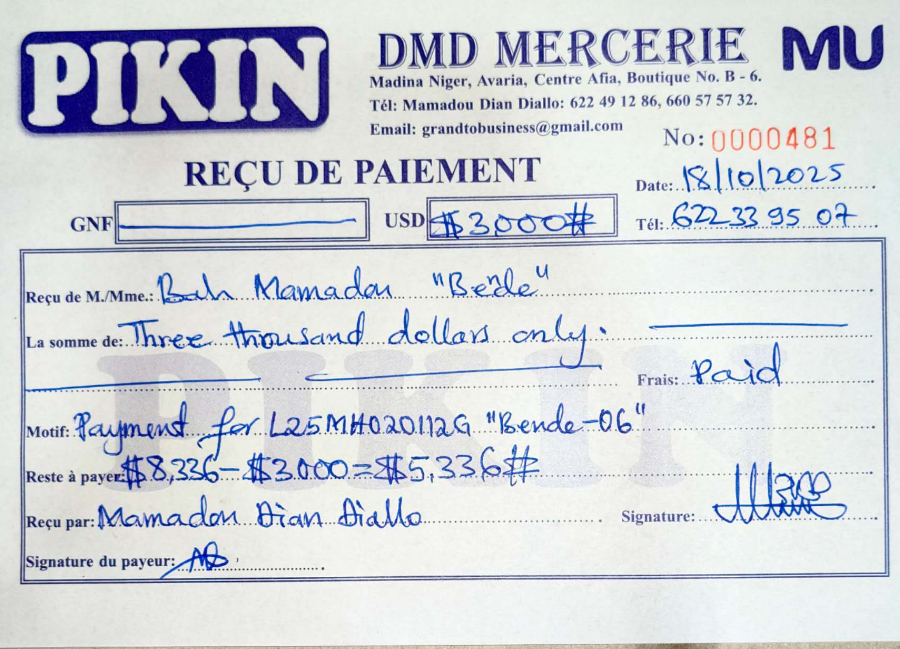 PIKIN
DMD MERCERIE MU
Madina Niger, Avaria, Centre Afia, Boutique No. B - 6.
Tél: Mamadou Dian Diallo: 622 49 12 86, 660 57 57 32.
Email: grandtobusiness@gmail.com
No: 0000481
REÇU DE PAIEMENT
Date: 18/10/2025
GNF USD $3,000#
Tél: 622 33 95 07
Reçu de M./Mme.: Bah Mamadou "Bende"
La somme de: Three thousand dollars only.
Frais: Paid
Motif: Payment for L25MH020112G "Bende-06"
Reste à payer: $8,336-$3000=$5,336#
Reçu par: Mamadou Dian Diallo
Signature:
Signature du payeur:
PIKIN